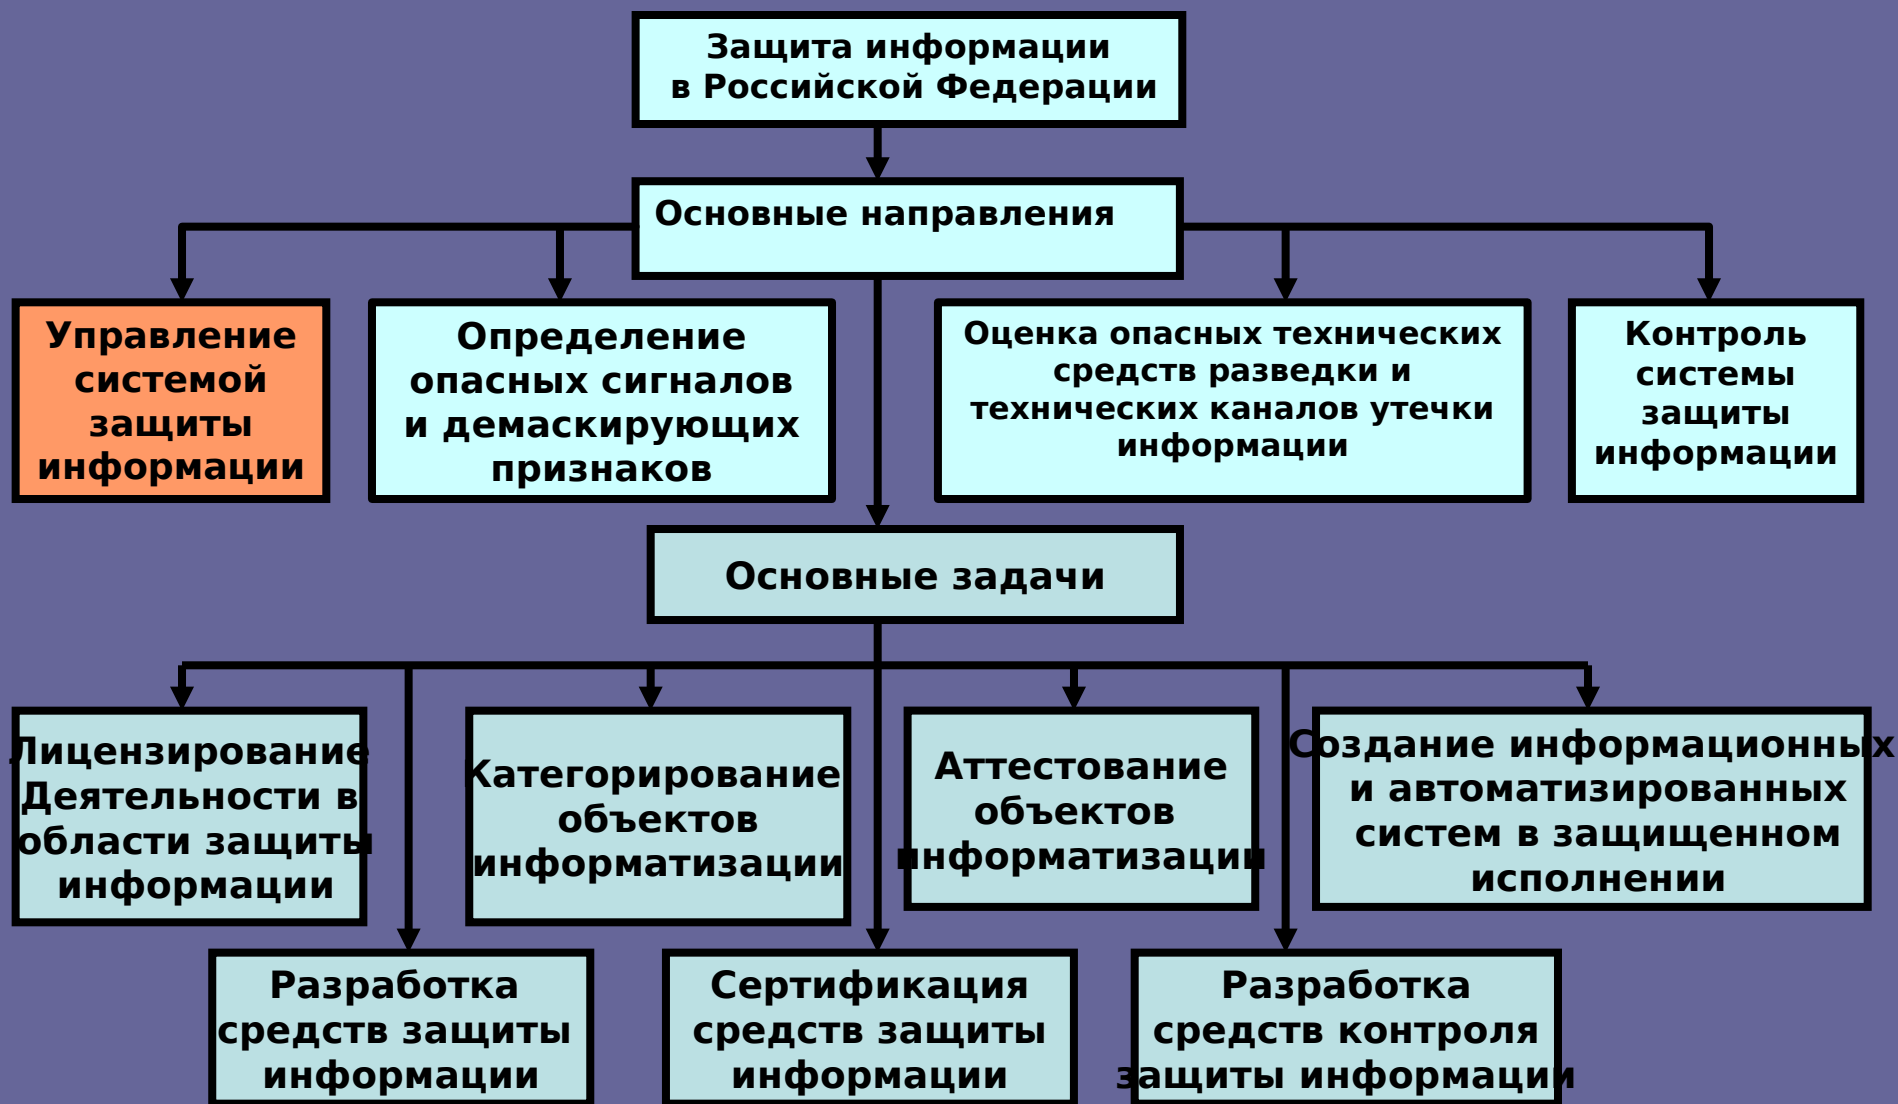 Защита информации
в Российской Федерации
Основные направления
Управление
системой
защиты
информации
Определение
опасных сигналов
и демаскирующих
признаков
Оценка опасных технических
средств разведки и
технических каналов утечки
информации
Контроль
системы
защиты
информации
Основные задачи
Лицензирование
Деятельности в
области защиты
информации
Категорирование
объектов
информатизации
Аттестование
объектов
информатизации
Создание информационных
и автоматизированных
систем в защищенном
исполнении
Разработка
средств защиты
информации
Сертификация
средств защиты
информации
Разработка
средств контроля
защиты информации